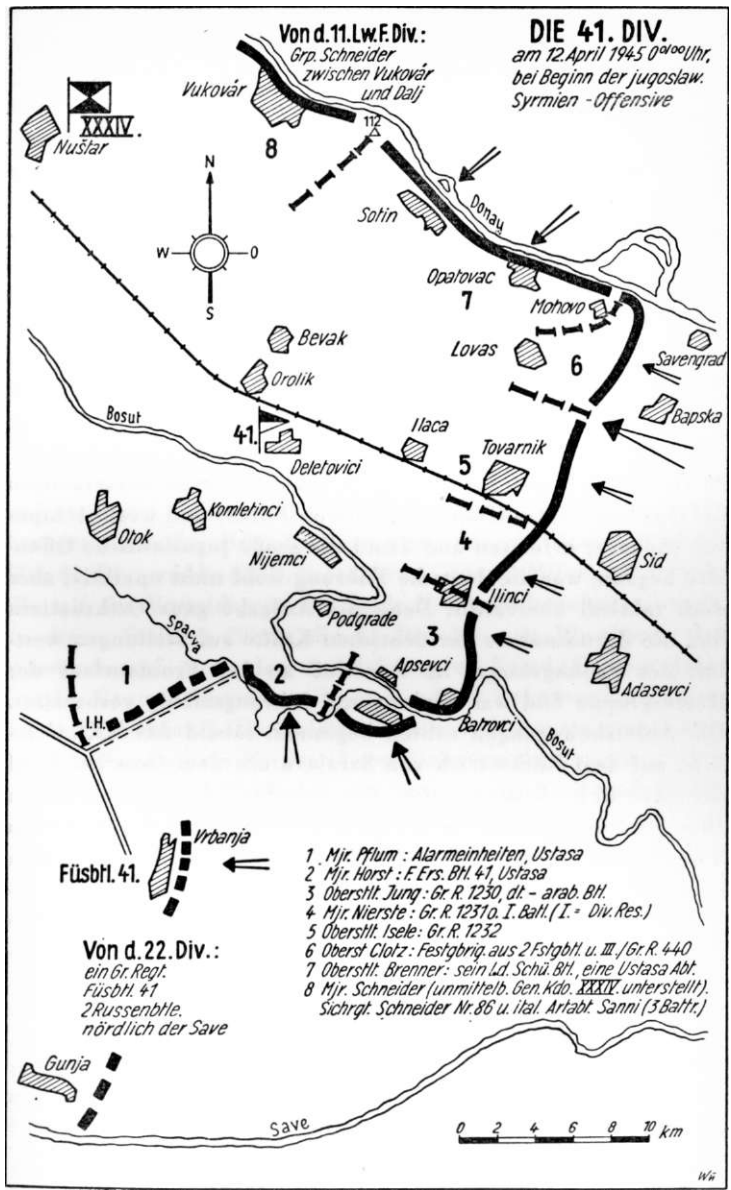 Von d. 11. Lw. F. Div.:
Grp. Schneider
zwischen Vukovár
und Dalj
DIE 41. DIV.
am 12. April 1945 0⁰⁰ Uhr,
bei Beginn der jugoslaw.
Syrmien - Offensive
Vukovár
XXXIV.
Nuštar
8
112
N
W O
S
Sotin
Donau
Opatovac
7
Mohovo
Lovas
6
Savengrad
Bapska
Bevak
Orolik
Bosut
41.
Deletovici
Ilaca
5
Tovarnik
Komletinci
Otok
Nijemci
4
Ilinci
Sid
Podgrade
3
Spačva
Apsevci
Adasevci
1
2
I.H.
Batrovci
Bosut
Füsbtl. 41.
Vrbanja
1 Mjr. Pflum : Alarmeinheiten, Ustasa
2 Mjr. Horst : F. Ers. Btl. 41, Ustasa
3 Oberstlt. Jung : Gr. R. 1230, dt.- arab. Btl.
4 Mjr. Nierste : Gr. R. 1231 o. I. Batl. (I. = Div. Res.)
5 Oberstlt. Isele : Gr. R. 1232
6 Oberst Clotz : Festgbrig. aus 2 Fstgbtl. u. III./Gr. R. 440
7 Oberstlt. Brenner : sein Ld. Schü. Btl., eine Ustasa Abt.
8 Mjr. Schneider (unmittelb. Gen. Kdo. XXXIV. unterstellt).
Sichrgt. Schneider Nr. 86 u. ital. Artabt. Sanni (3 Battr.)
Von d. 22. Div.:
ein Gr. Regt.
Füsbtl. 41
2 Russenbtle.
nördlich der Save
Gunja
Save
0 2 4 6 8 10 km